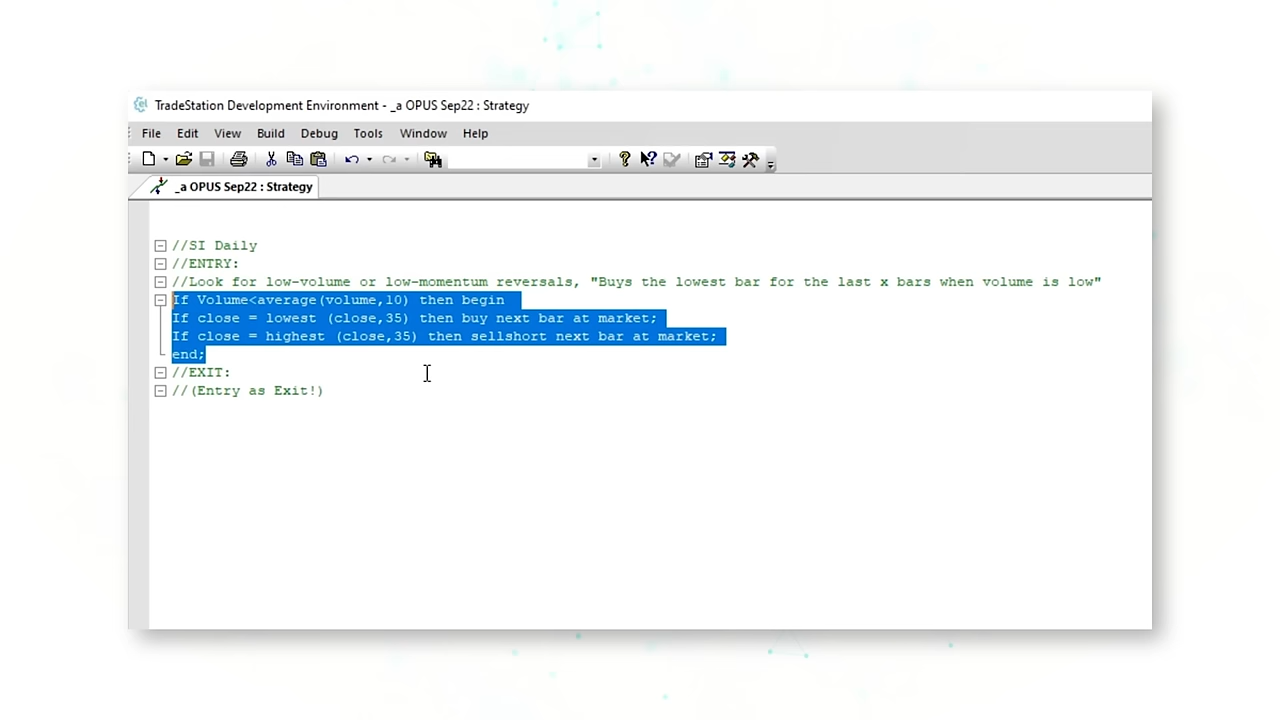 TradeStation Development Environment - _a OPUS Sep22 : Strategy
File Edit View Build Debug Tools Window Help
_a OPUS Sep22 : Strategy
//SI Daily
//ENTRY:
//Look for low-volume or low-momentum reversals, "Buys the lowest bar for the last x bars when volume is low"
If Volume<average(volume,10) then begin
If close = lowest (close,35) then buy next bar at market;
If close = highest (close,35) then sellshort next bar at market;
end;
//EXIT:
//(Entry as Exit!)